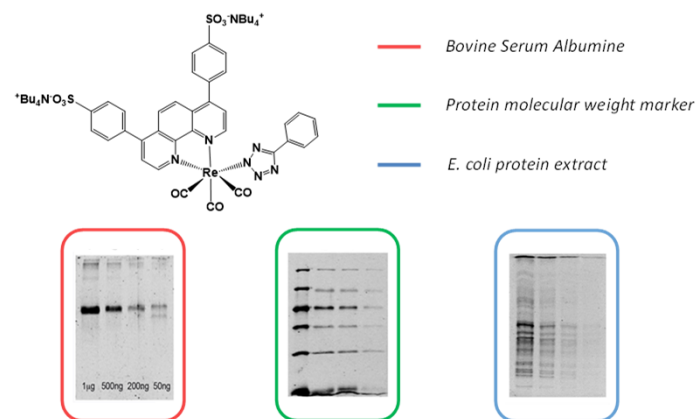 SO₃⁻NBu₄⁺
⁺Bu₄N⁻O₃S
N
N
N
N
N
N
Re
OC
CO
CO
Bovine Serum Albumine
Protein molecular weight marker
E. coli protein extract
1µg 500ng 200ng 50ng